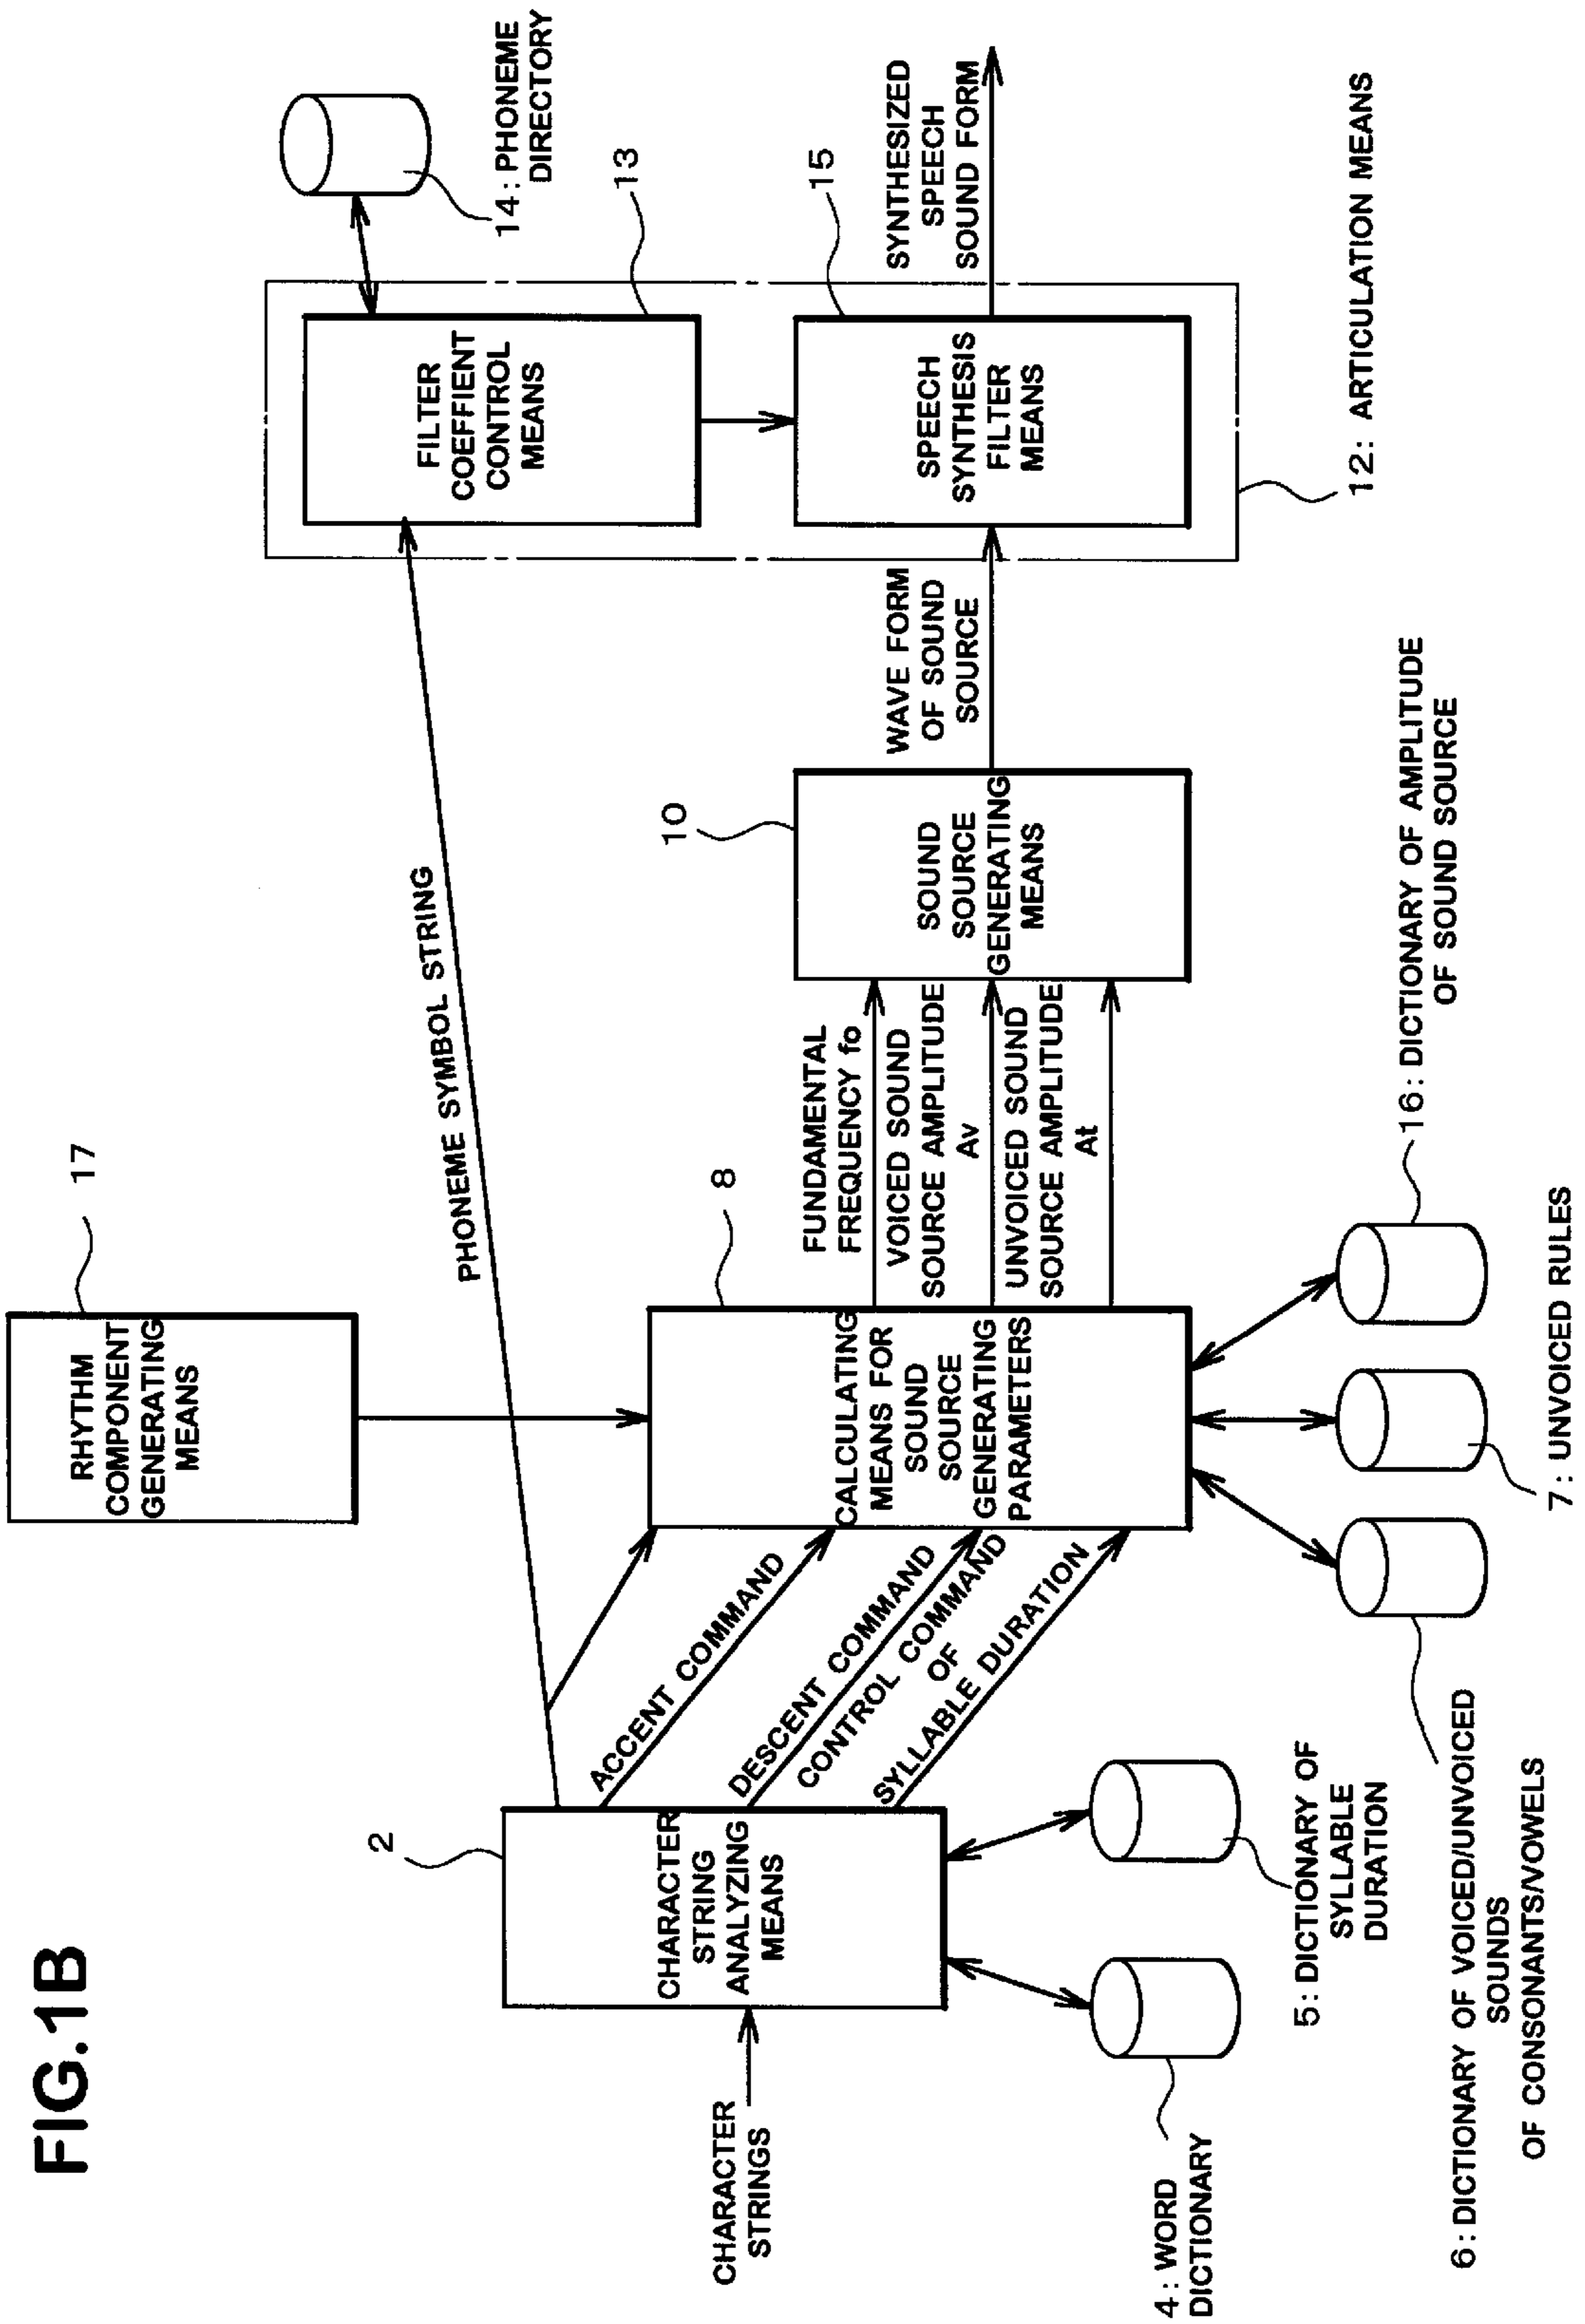 FIG.1B
CHARACTER
STRINGS
2
CHARACTER
STRING
ANALYZING
MEANS
4: WORD
DICTIONARY
5: DICTIONARY OF
SYLLABLE
DURATION
PHONEME SYMBOL STRING
ACCENT COMMAND
DESCENT COMMAND
CONTROL COMMAND
OF
SYLLABLE DURATION
17
RHYTHM
COMPONENT
GENERATING
MEANS
8
CALCULATING
MEANS FOR
SOUND
SOURCE
GENERATING
PARAMETERS
6: DICTIONARY OF VOICED/UNVOICED
SOUNDS
OF CONSONANTS/VOWELS
7: UNVOICED RULES
16: DICTIONARY OF AMPLITUDE
OF SOUND SOURCE
FUNDAMENTAL
FREQUENCY fo
VOICED SOUND
SOURCE AMPLITUDE
Av
UNVOICED SOUND
SOURCE AMPLITUDE
At
10
SOUND
SOURCE
GENERATING
MEANS
WAVE FORM
OF SOUND
SOURCE
14: PHONEME
DIRECTORY
13
FILTER
COEFFIENT
CONTROL
MEANS
15
SPEECH
SYNTHESIS
FILTER
MEANS
SYNTHESIZED
SPEECH
SOUND FORM
12: ARTICULATION MEANS